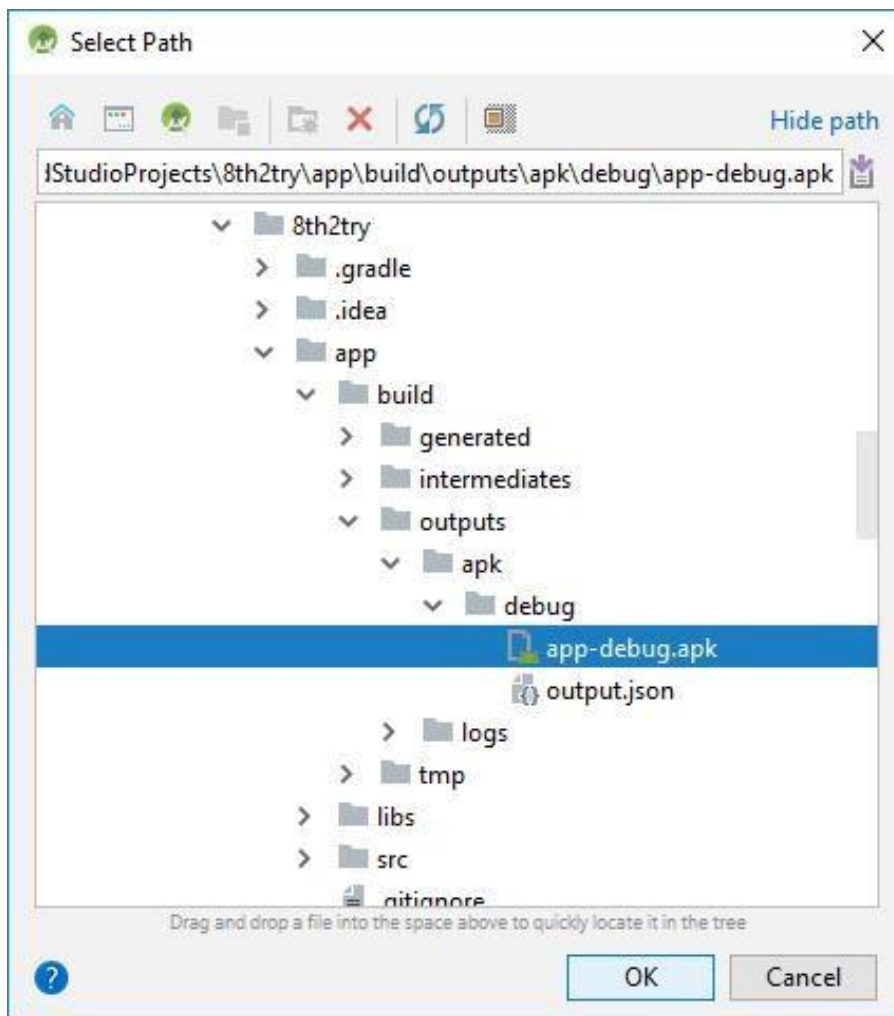 Select Path
Hide path
lStudioProjects\8th2try\app\build\outputs\apk\debug\app-debug.apk
8th2try
.gradle
.idea
app
build
generated
intermediates
outputs
apk
debug
app-debug.apk
output.json
logs
tmp
libs
src
.gitignore
Drag and drop a file into the space above to quickly locate it in the tree
?
OK
Cancel